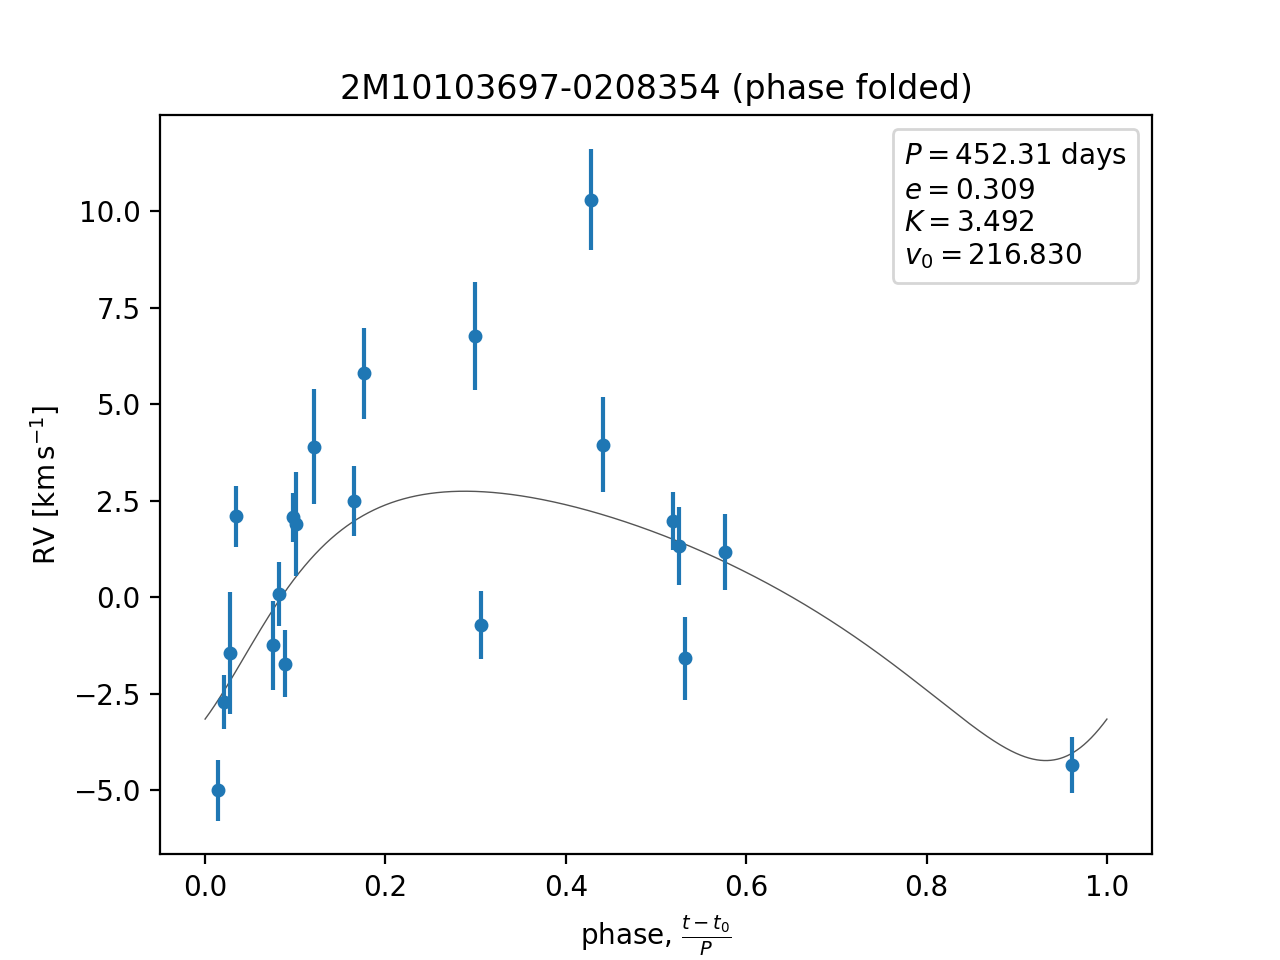 2M10103697-0208354 (phase folded)
P = 452.31 days
e = 0.309
K = 3.492
v₀ = 216.830
10.0
7.5
5.0
2.5
0.0
−2.5
−5.0
RV [km s⁻¹]
0.0 0.2 0.4 0.6 0.8 1.0
phase, (t − t₀)/P